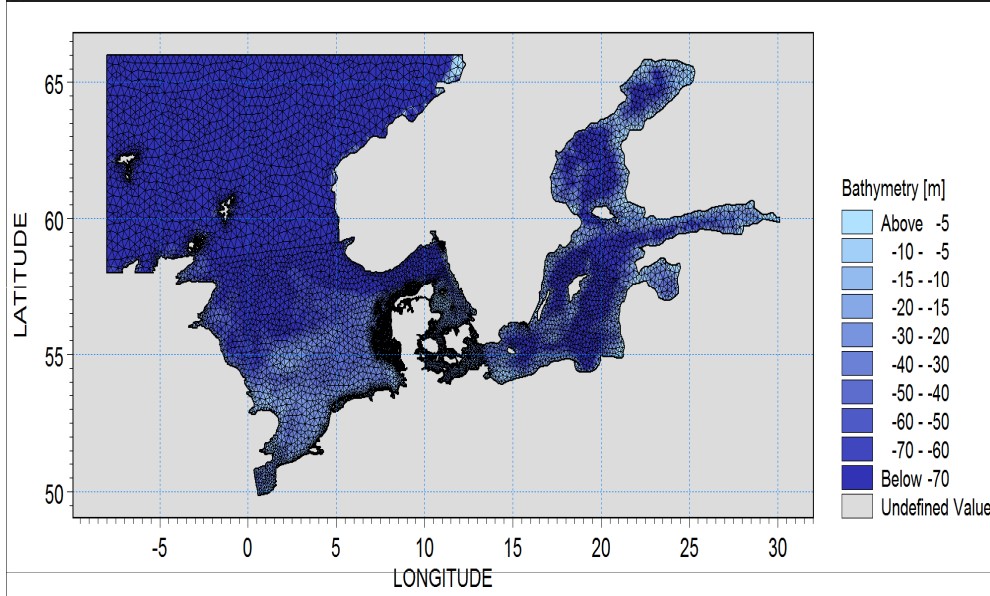 65
60
55
50
LATITUDE
-5
0
5
10
15
20
25
30
LONGITUDE
Bathymetry [m]
Above -5
-10 - -5
-15 - -10
-20 - -15
-30 - -20
-40 - -30
-50 - -40
-60 - -50
-70 - -60
Below -70
Undefined Value